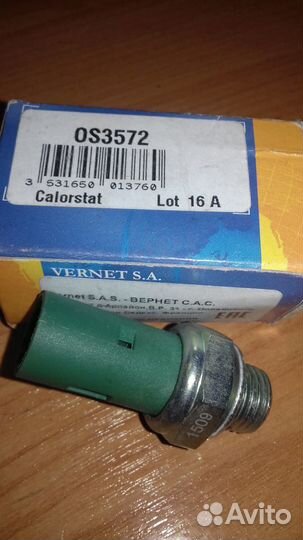 OS3572
3 531650 013760
Calorstat Lot 16 A
VERNET S.A.
rnet S.A.S. - ВЕРНЕТ С.А.С.
1509
Avito